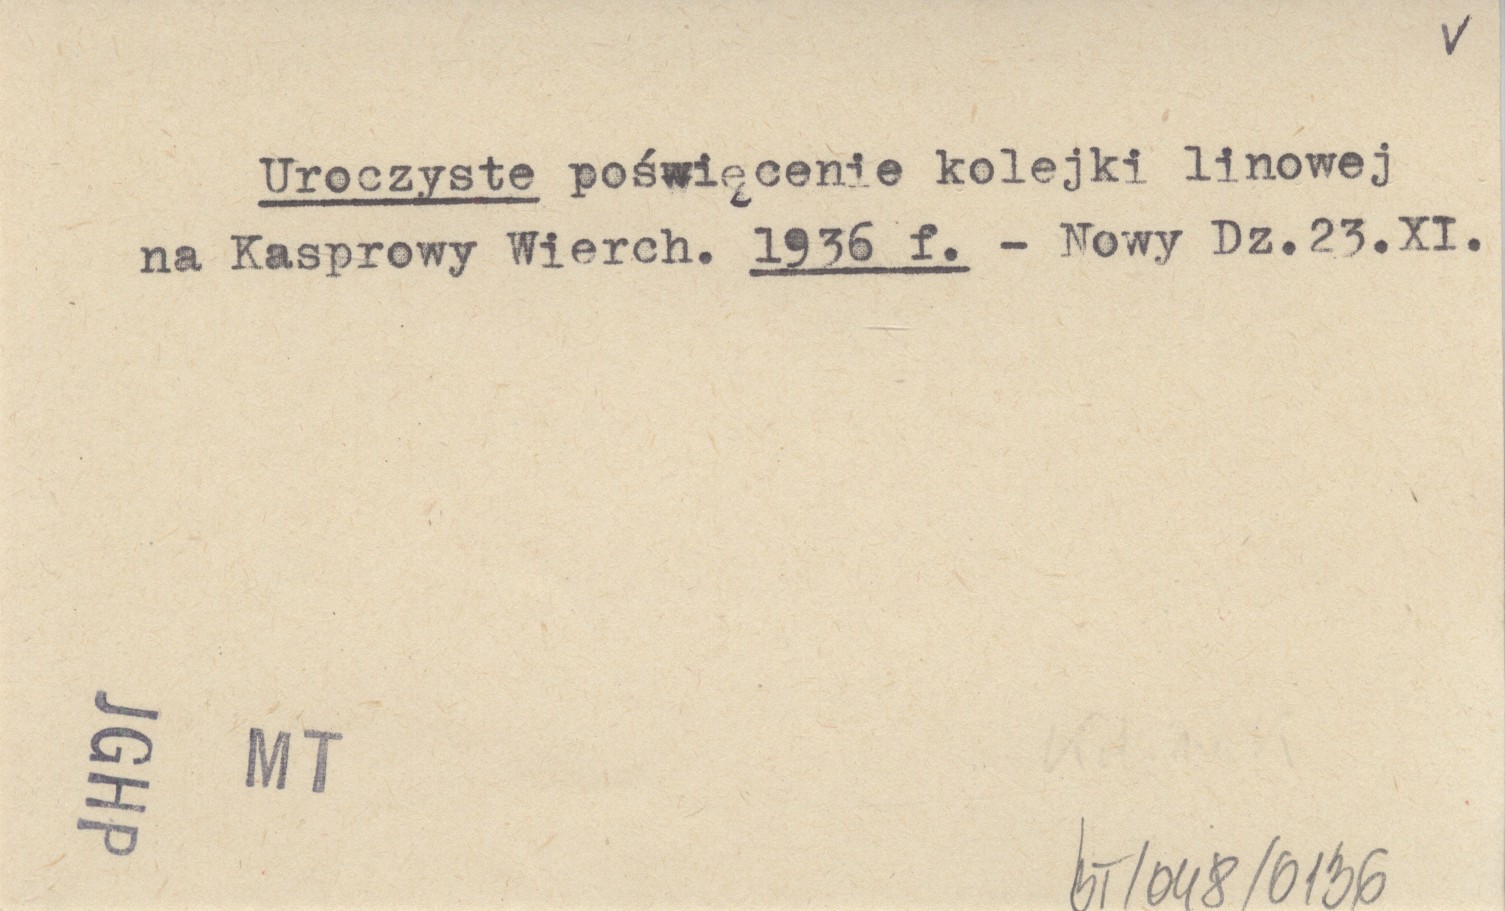 Uroczyste poświęcenie kolejki linowej
na Kasprowy Wierch. 1936 f. - Nowy Dz.23.XI.
JGHP
MT
bT/048/0136